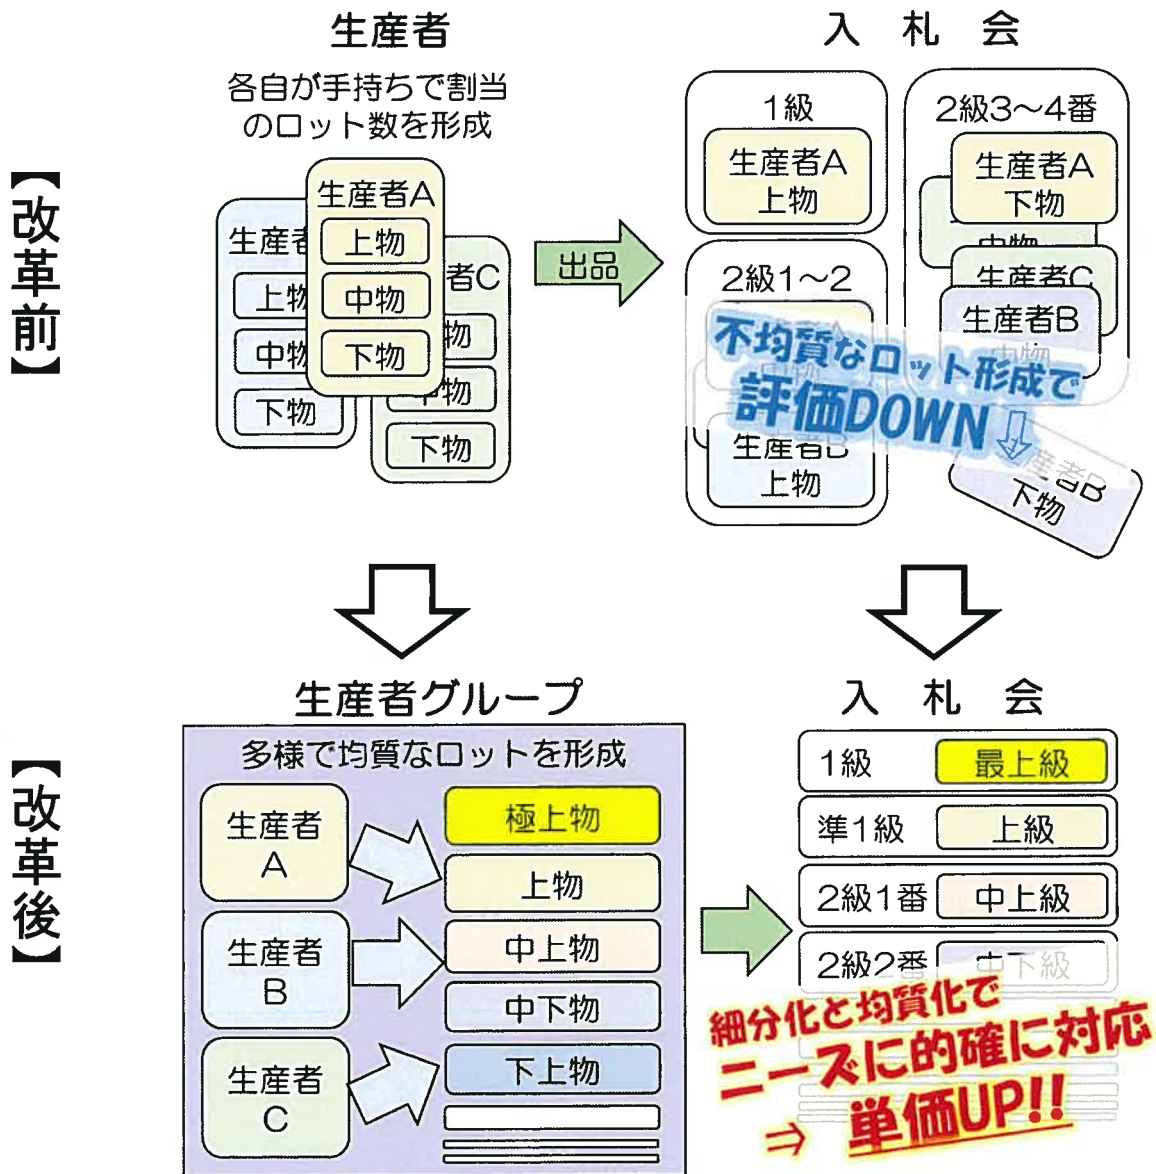 生産者
各自が手持ちで割当
のロット数を形成
【改革前】
生産者A
上物
中物
下物
生産者
上物
中物
下物
者C
物
中物
下物
出品
入札会
1級
生産者A
上物
2級3〜4番
生産者A
下物
中物
生産者C
生産者B
中物
2級1〜2
不均質なロット形成で
評価DOWN
生産者B
上物
生産者B
下物
【改革後】
生産者グループ
多様で均質なロットを形成
生産者
A
生産者
B
生産者
C
極上物
上物
中上物
中下物
下上物
入札会
1級 最上級
準1級 上級
2級1番 中上級
2級2番 中下級
細分化と均質化で
ニーズに的確に対応
⇒ 単価UP!!